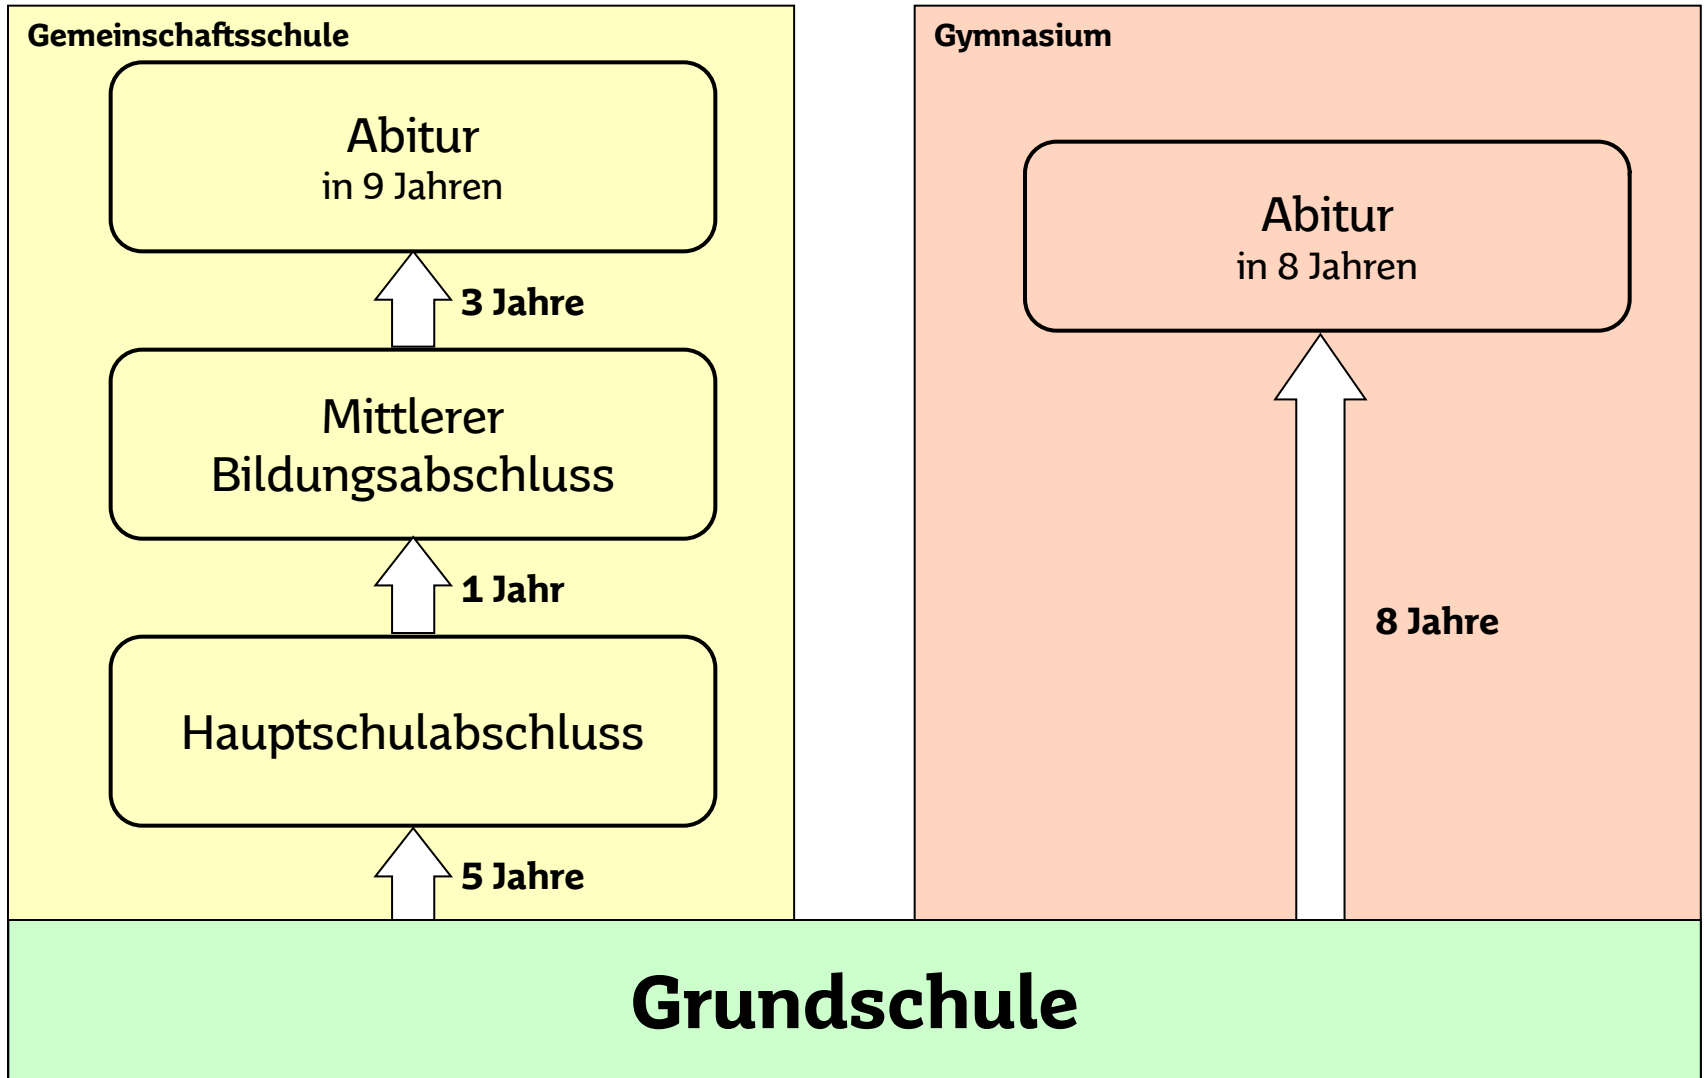 Gemeinschaftsschule
Abitur
in 9 Jahren
3 Jahre
Mittlerer
Bildungsabschluss
1 Jahr
Hauptschulabschluss
5 Jahre
Gymnasium
Abitur
in 8 Jahren
8 Jahre
Grundschule